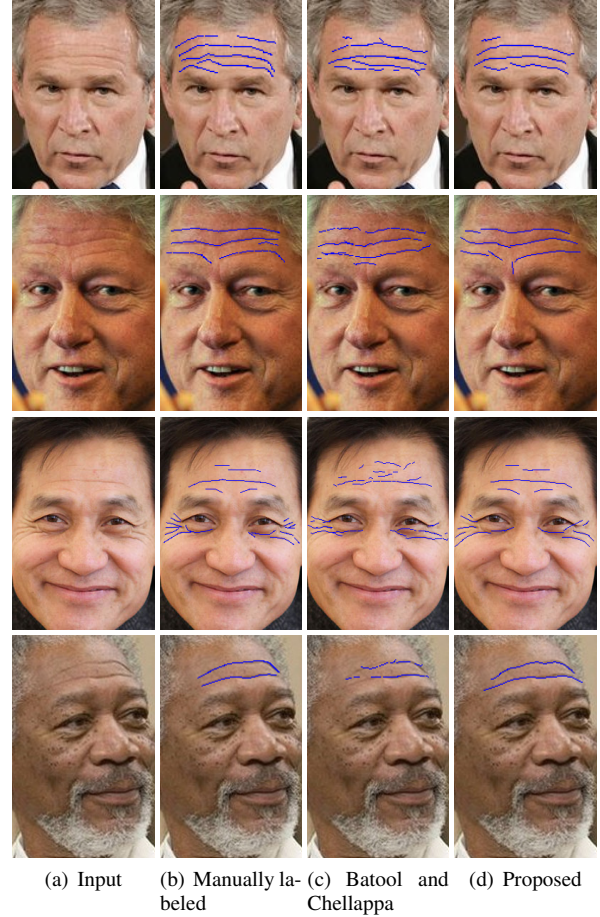 (a) Input
(b) Manually la-
beled
(c) Batool and
Chellappa
(d) Proposed